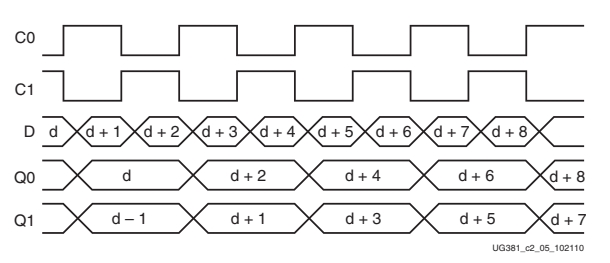 C0
C1
D d d + 1 d + 2 d + 3 d + 4 d + 5 d + 6 d + 7 d + 8
Q0 d d + 2 d + 4 d + 6 d + 8
Q1 d – 1 d + 1 d + 3 d + 5 d + 7
UG381_c2_05_102110